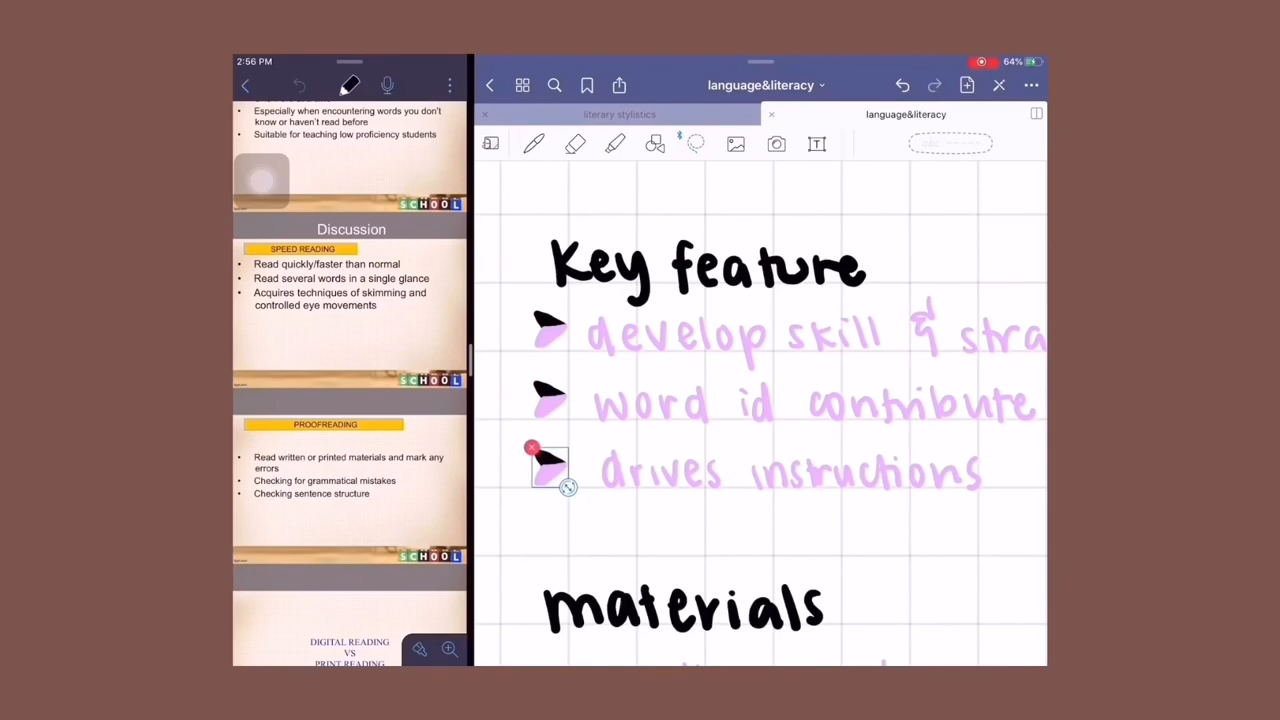 2:56 PM
64%
language&literacy
literary stylistics
language&literacy
T
Especially when encountering words you don't
know or haven't read before
Suitable for teaching low proficiency students
SCHOOL
Discussion
SPEED READING
Read quickly/faster than normal
Read several words in a single glance
Acquires techniques of skimming and
controlled eye movements
SCHOOL
PROOFREADING
Read written or printed materials and mark any
errors
Checking for grammatical mistakes
Checking sentence structure
SCHOOL
DIGITAL READING
VS
PRINT READING
Key feature
develop skill & stra
word id contribute
drives instructions
materials